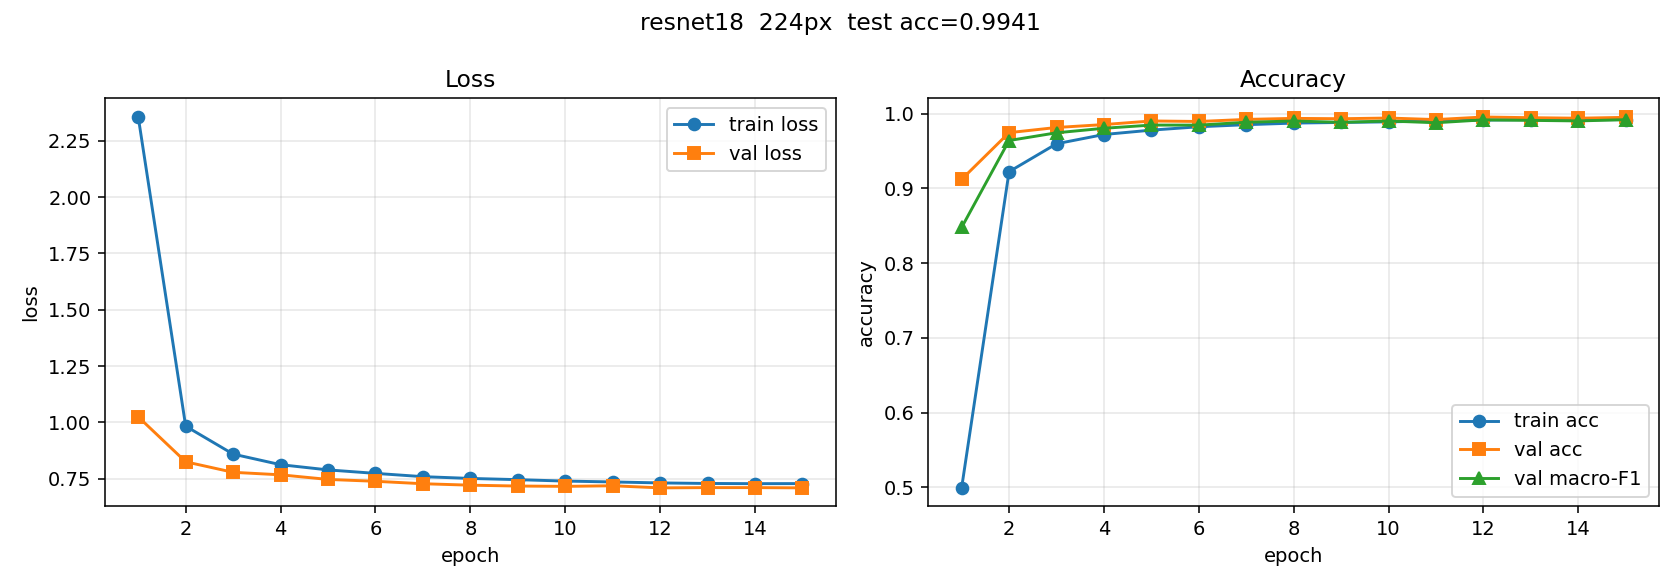 resnet18  224px  test acc=0.9941
Loss
2.25
2.00
1.75
1.50
1.25
1.00
0.75
loss
2 4 6 8 10 12 14
epoch
train loss
val loss
Accuracy
1.0
0.9
0.8
0.7
0.6
0.5
accuracy
2 4 6 8 10 12 14
epoch
train acc
val acc
val macro-F1